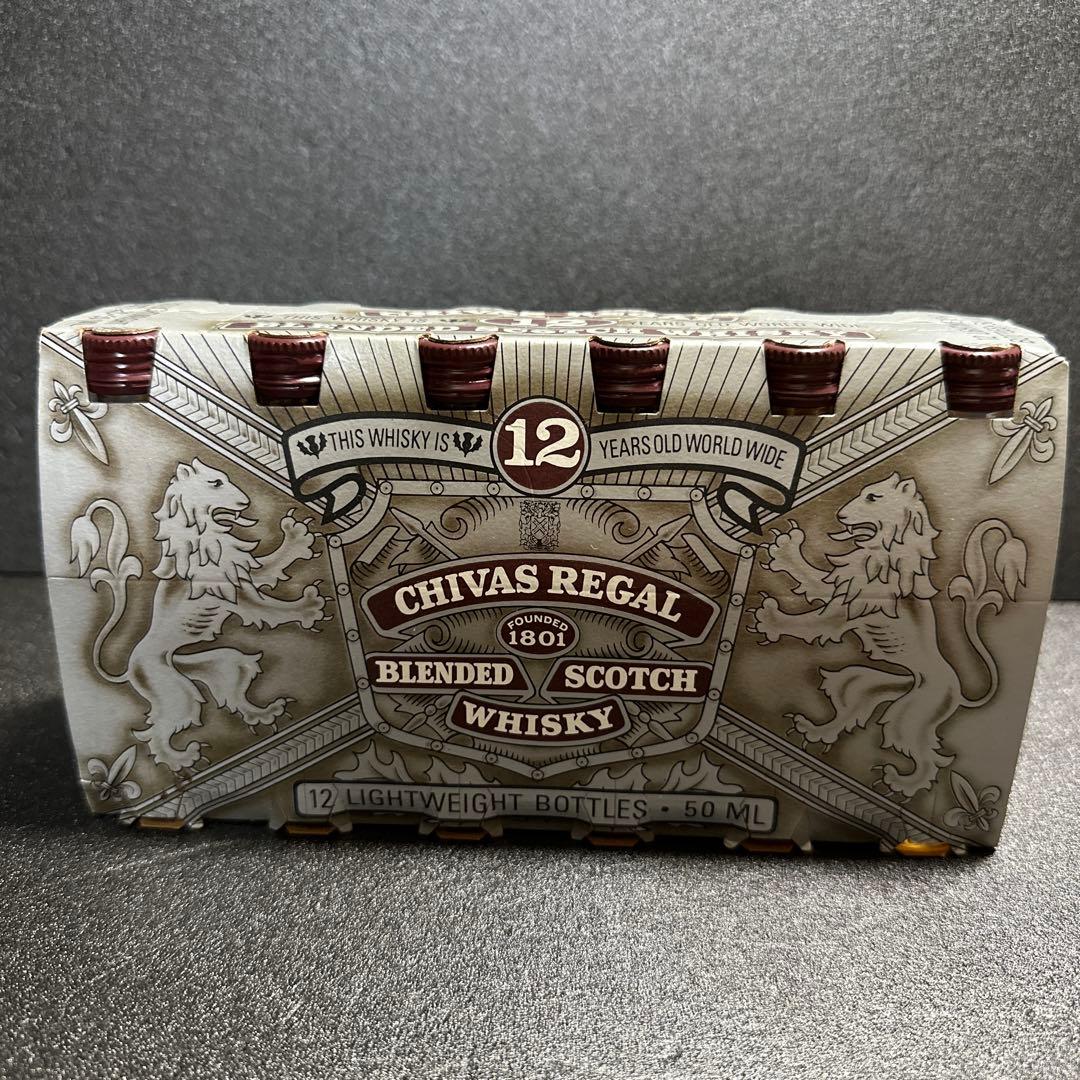 THIS WHISKY IS 12 YEARS OLD WORLD WIDE
CHIVAS REGAL
FOUNDED
1801
BLENDED SCOTCH
WHISKY
12 LIGHTWEIGHT BOTTLES • 50 ML